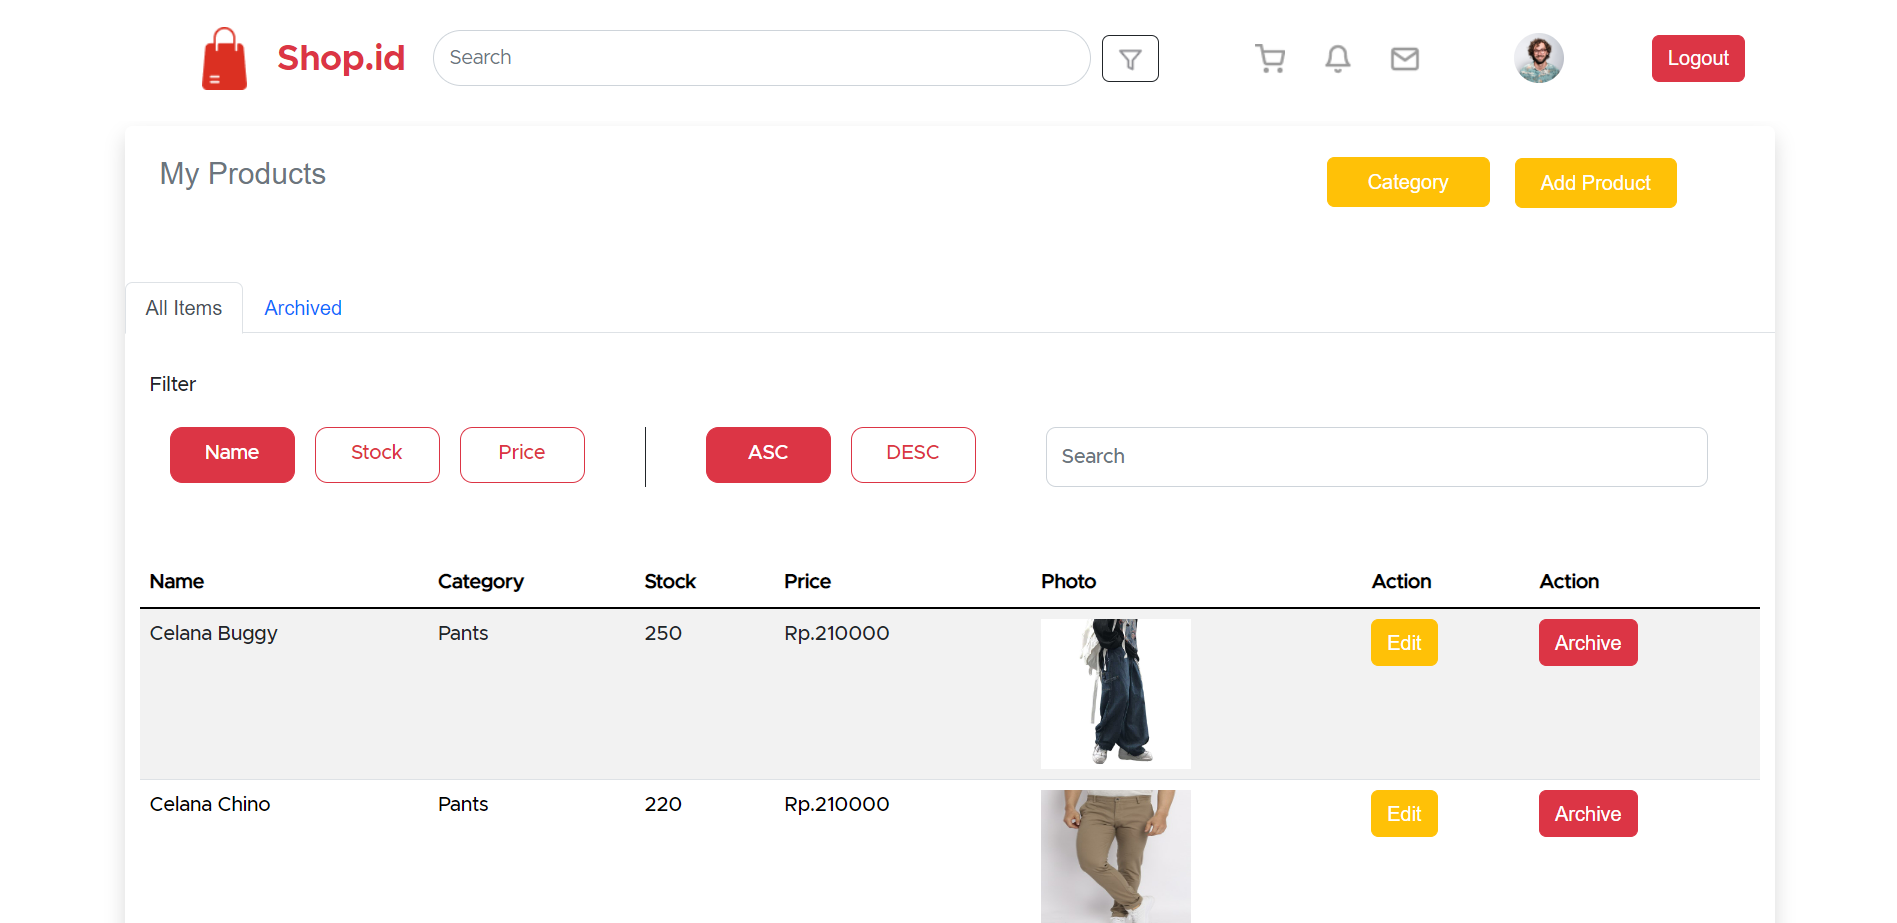 Shop.id
Search
Logout
My Products
Category
Add Product
All Items
Archived
Filter
Name
Stock
Price
ASC
DESC
Search
Name Category Stock Price Photo Action Action
Celana Buggy Pants 250 Rp.210000 Edit Archive
Celana Chino Pants 220 Rp.210000 Edit Archive